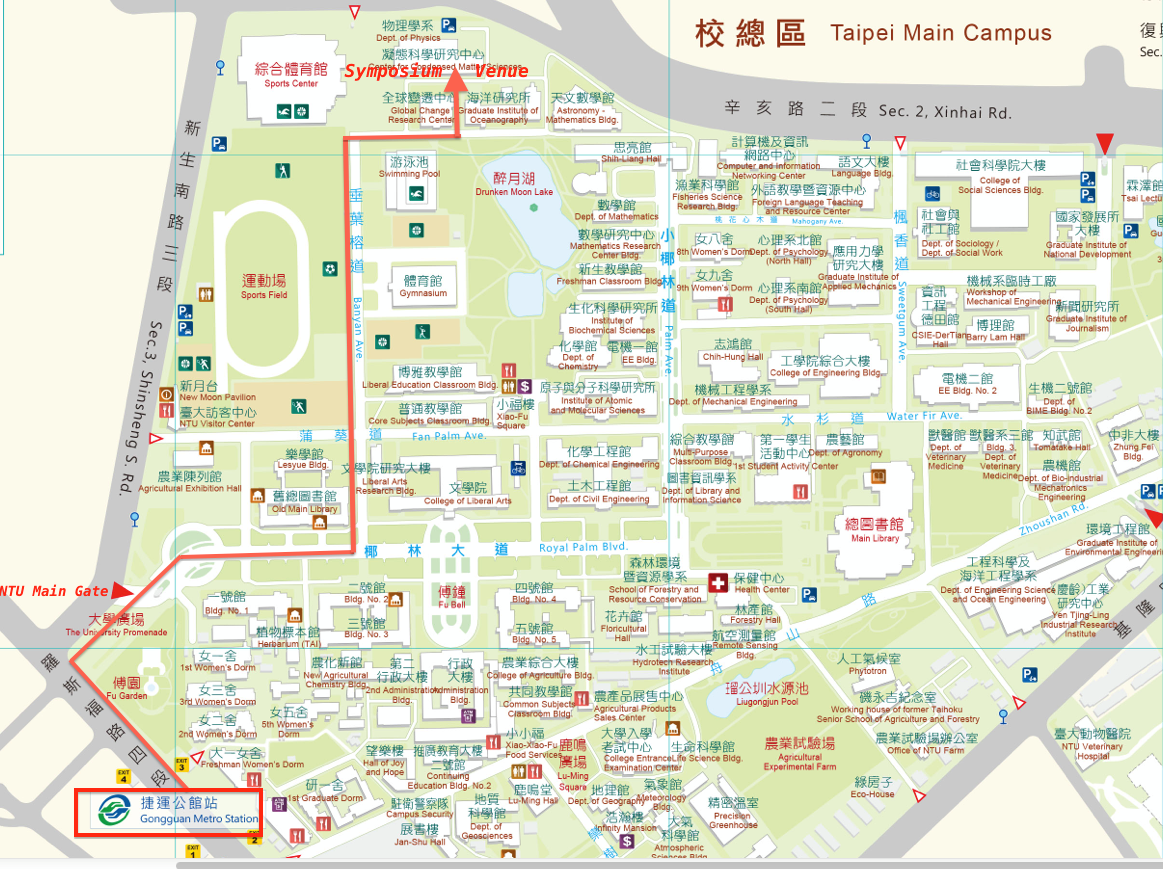 校總區 Taipei Main Campus
復
Sec.
物理學系
Dept. of Physics
凝態科學研究中心
Center for Condensed Matter Sciences
Symposium Venue
綜合體育館
Sports Center
全球變遷中心
Global Change
Research Center
海洋研究所
Graduate Institute of
Oceanography
天文數學館
Astronomy -
Mathematics Bldg.
辛亥路二段 Sec. 2, Xinhai Rd.
新生南路三段
Sec.3, Shinsheng S. Rd.
游泳池
Swimming Pool
醉月湖
Drunken Moon Lake
思亮館
Shih-Liang Hall
計算機及資訊
網路中心
Computer and Information
Networking Center
語文大樓
Language Bldg.
社會科學院大樓
College of
Social Sciences Bldg.
霖澤館
Tsai Lectu
漁業科學館
Fisheries Science
Research Bldg.
外語教學暨資源中心
Foreign Language Teaching
and Resource Center
桃花心木道 Mahogany Ave.
數學館
Dept. of Mathematics
數學研究中心
Mathematics Research
Center Bldg.
新生教學館
Freshman Classroom Bldg.
垂葉榕道
Banyan Ave.
小椰林道
Palm Ave.
楓香道
Sweetgum Ave.
社會與
社工館
Dept. of Sociology /
Dept. of Social Work
國家發展所
大樓
Graduate Institute of
National Development
女八舍
8th Women's Dorm
心理系北館
Dept. of Psychology
(North Hall)
應用力學
研究大樓
Graduate Institute of
Applied Mechanics
女九舍
9th Women's Dorm
心理系南館
Dept. of Psychology
(South Hall)
運動場
Sports Field
體育館
Gymnasium
資訊
工程
德田館
CSIE-DerTian
Hall
機械系臨時工廠
Workshop of
Mechanical Engineering
博理館
Barry Lam Hall
新聞研究所
Graduate Institute of
Journalism
生化科學研究所
Institute of
Biochemical Sciences
化學館
Dept. of
Chemistry
電機一館
EE Bldg.
志鴻館
Chih-Hung Hall
工學院綜合大樓
College of Engineering Bldg.
電機二館
EE Bldg. No. 2
生機二號館
Dept. of
BIME Bldg. No.2
博雅教學館
Liberal Education Classroom Bldg.
原子與分子科學研究所
Institute of Atomic
and Molecular Sciences
機械工程學系
Dept. of Mechanical Engineering
新月台
New Moon Pavilion
臺大訪客中心
NTU Visitor Center
普通教學館
Core Subjects Classroom Bldg.
小福樓
Xiao-Fu
Square
水杉道 Water Fir Ave.
蒲葵道 Fan Palm Ave.
樂學館
Lesyue Bldg.
農業陳列館
Agricultural Exhibition Hall
舊總圖書館
Old Main Library
文學院研究大樓
Liberal Arts
Research Bldg.
文學院
College of Liberal Arts
化學工程館
Dept. of Chemical Engineering
土木工程館
Dept. of Civil Engineering
綜合教學館
Multi-Purpose
Classroom Bldg.
第一學生
活動中心
1st Student Activity Center
農藝館
Dept. of Agronomy
圖書資訊學系
Dept. of Library and
Information Science
獸醫館
Dept. of
Veterinary
Medicine
獸醫系三館
Bldg. 3,
Dept. of
Veterinary
Medicine
知武館
Tomatake Hall
中非大樓
Zhung Fei
Bldg.
農機館
Dept. of Bio-industrial
Mechatronics
Engineering
總圖書館
Main Library
Zhoushan Rd.
環境工程館
Graduate Institute of
Environmental Engineering
椰林大道 Royal Palm Blvd.
NTU Main Gate
大學廣場
The University Promenade
一號館
Bldg. No. 1
二號館
Bldg. No. 2
三號館
Bldg. No. 3
傅鐘
Fu Bell
四號館
Bldg. No. 4
五號館
Bldg. No. 5
森林環境
暨資源學系
School of Forestry and
Resource Conservation
保健中心
Health Center
工程科學及
海洋工程學系
Dept. of Engineering Science
and Ocean Engineering
(慶齡)工業
研究中心
Yen Tjing-Ling
Industrial Research
Institute
基隆
植物標本館
Herbarium (TAI)
花卉館
Floricultural
Hall
林產館
Forestry Hall
航空測量館
Remote Sensing
Bldg.
舟山路
羅斯福路四段
傅園
Fu Garden
女一舍
1st Women's Dorm
女三舍
3rd Women's Dorm
女二舍
2nd Women's Dorm
女五舍
5th Women's
Dorm
大一女舍
Freshmen Women's Dorm
農化新館
New Agricultural
Chemistry Bldg.
第二
行政大樓
2nd Administration
Bldg.
行政
大樓
Administration
Bldg.
農業綜合大樓
College of Agriculture Bldg.
共同教學館
Common Subjects
Classroom Bldg.
水工試驗大樓
Hydrotech Research
Institute
農產品展售中心
Agricultural Products
Sales Center
瑠公圳水源池
Liugongjun Pool
人工氣候室
Phytotron
磯永吉紀念室
Working house of former Taihoku
Senior School of Agriculture and Forestry
農業試驗場辦公室
Office of NTU Farm
臺大動物醫院
NTU Veterinary
Hospital
望樂樓
Hall of Joy
and Hope
推廣教育大樓
二號館
Continuing
Education Bldg. No.2
小小福
Xiao-Xiao-Fu
Food Services
鹿鳴
廣場
Lu-Ming
Square
大學入學
考試中心
College Entrance
Examination Center
生命科學館
Life Science Bldg.
農業試驗場
Agricultural
Experimental Farm
綠房子
Eco-House
研一舍
1st Graduate Dorm
駐衛警察隊
Campus Security
展書樓
Jan-Shu Hall
地質
科學館
Dept. of
Geosciences
鹿鳴堂
Lu-Ming Hall
地理館
Dept. of Geography
氣象館
Meteorology
Bldg.
浩瀚樓
Infinity Mansion
大氣
科學館
Atmospheric
Sciences Bldg.
精密溫室
Precision
Greenhouse
EXIT
4
EXIT
3
捷運公館站
Gongguan Metro Station
EXIT
2
EXIT
1